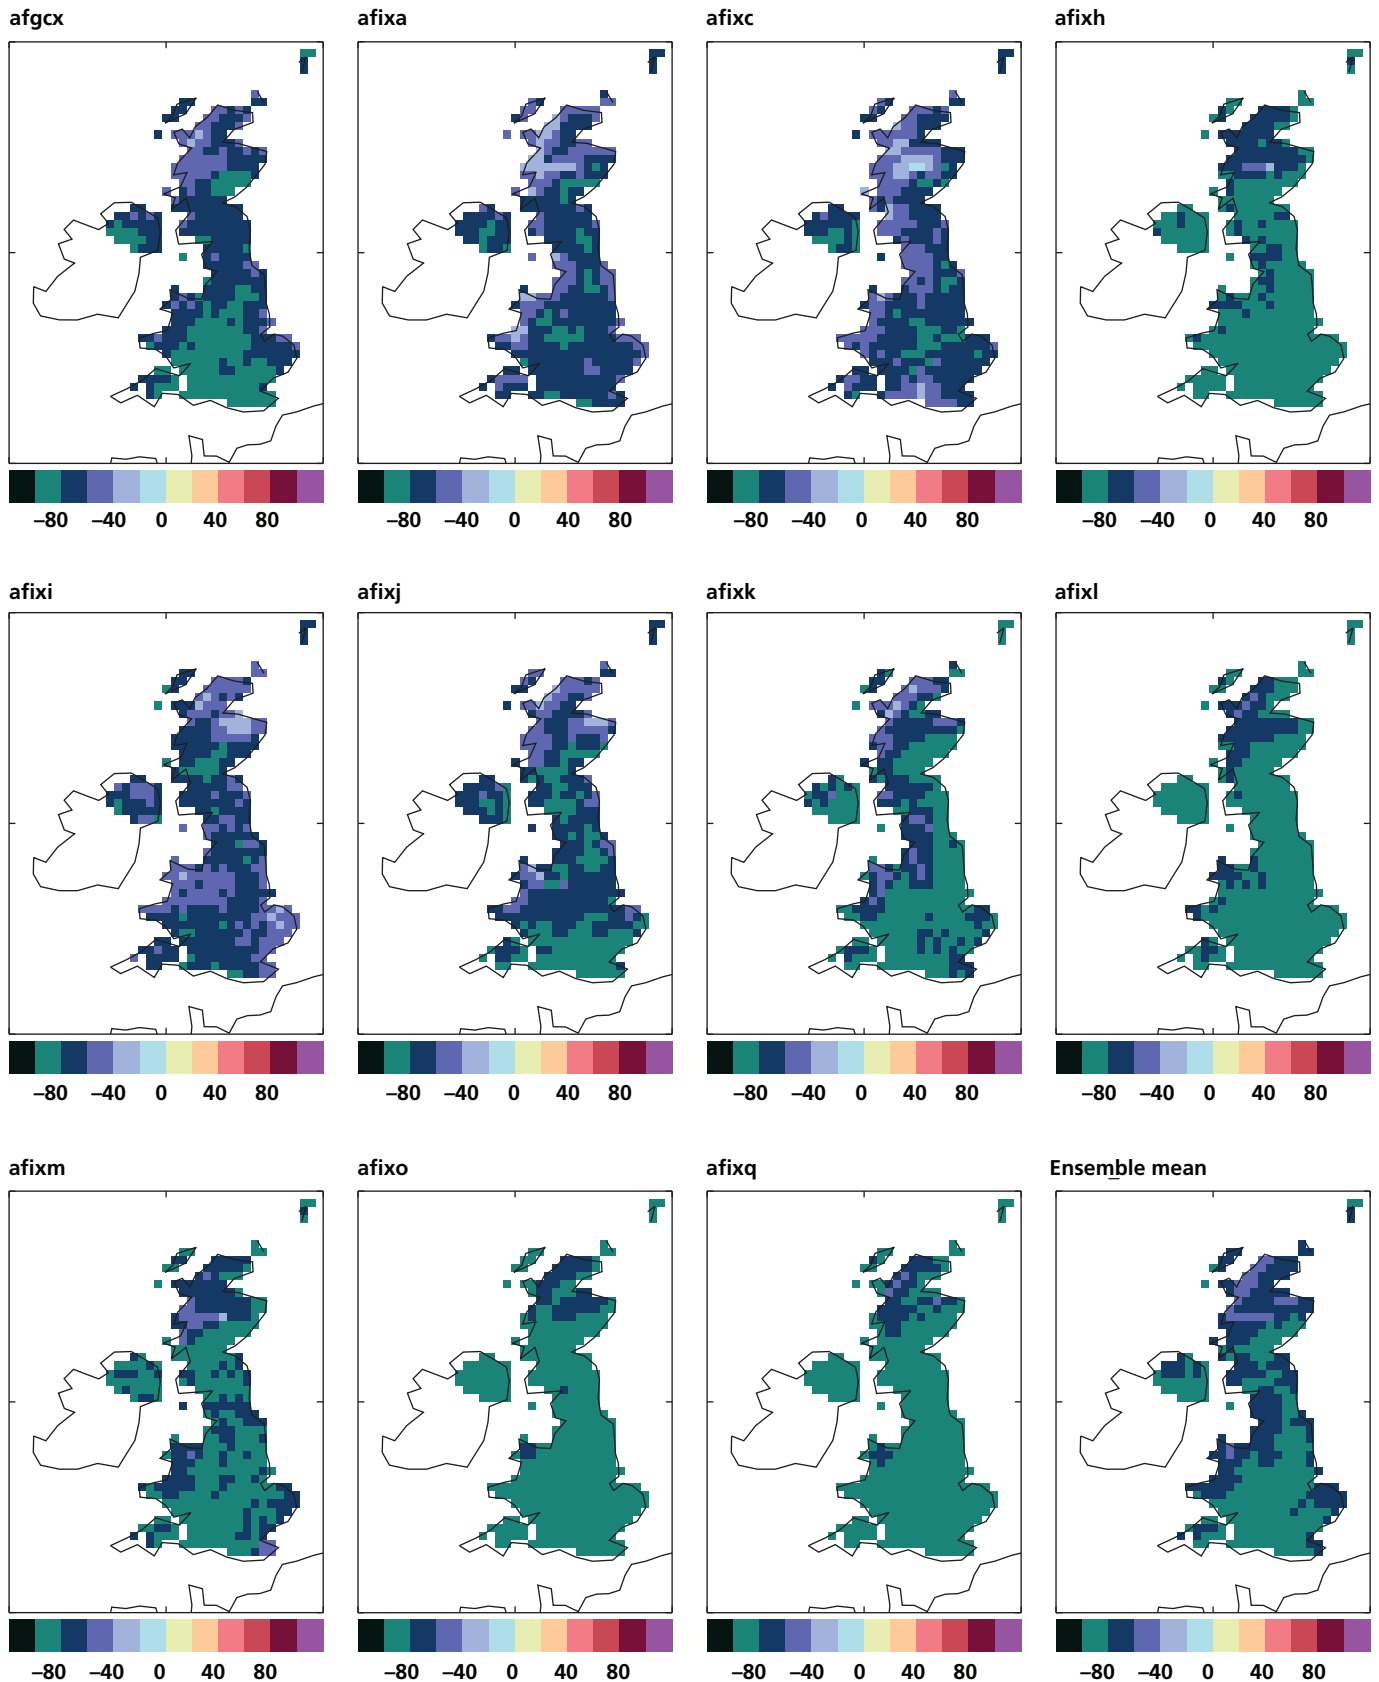 afgcx afixa afixc afixh
−80 −40 0 40 80 −80 −40 0 40 80 −80 −40 0 40 80 −80 −40 0 40 80
afixi afixj afixk afixl
−80 −40 0 40 80 −80 −40 0 40 80 −80 −40 0 40 80 −80 −40 0 40 80
afixm afixo afixq Ensemble mean
−80 −40 0 40 80 −80 −40 0 40 80 −80 −40 0 40 80 −80 −40 0 40 80